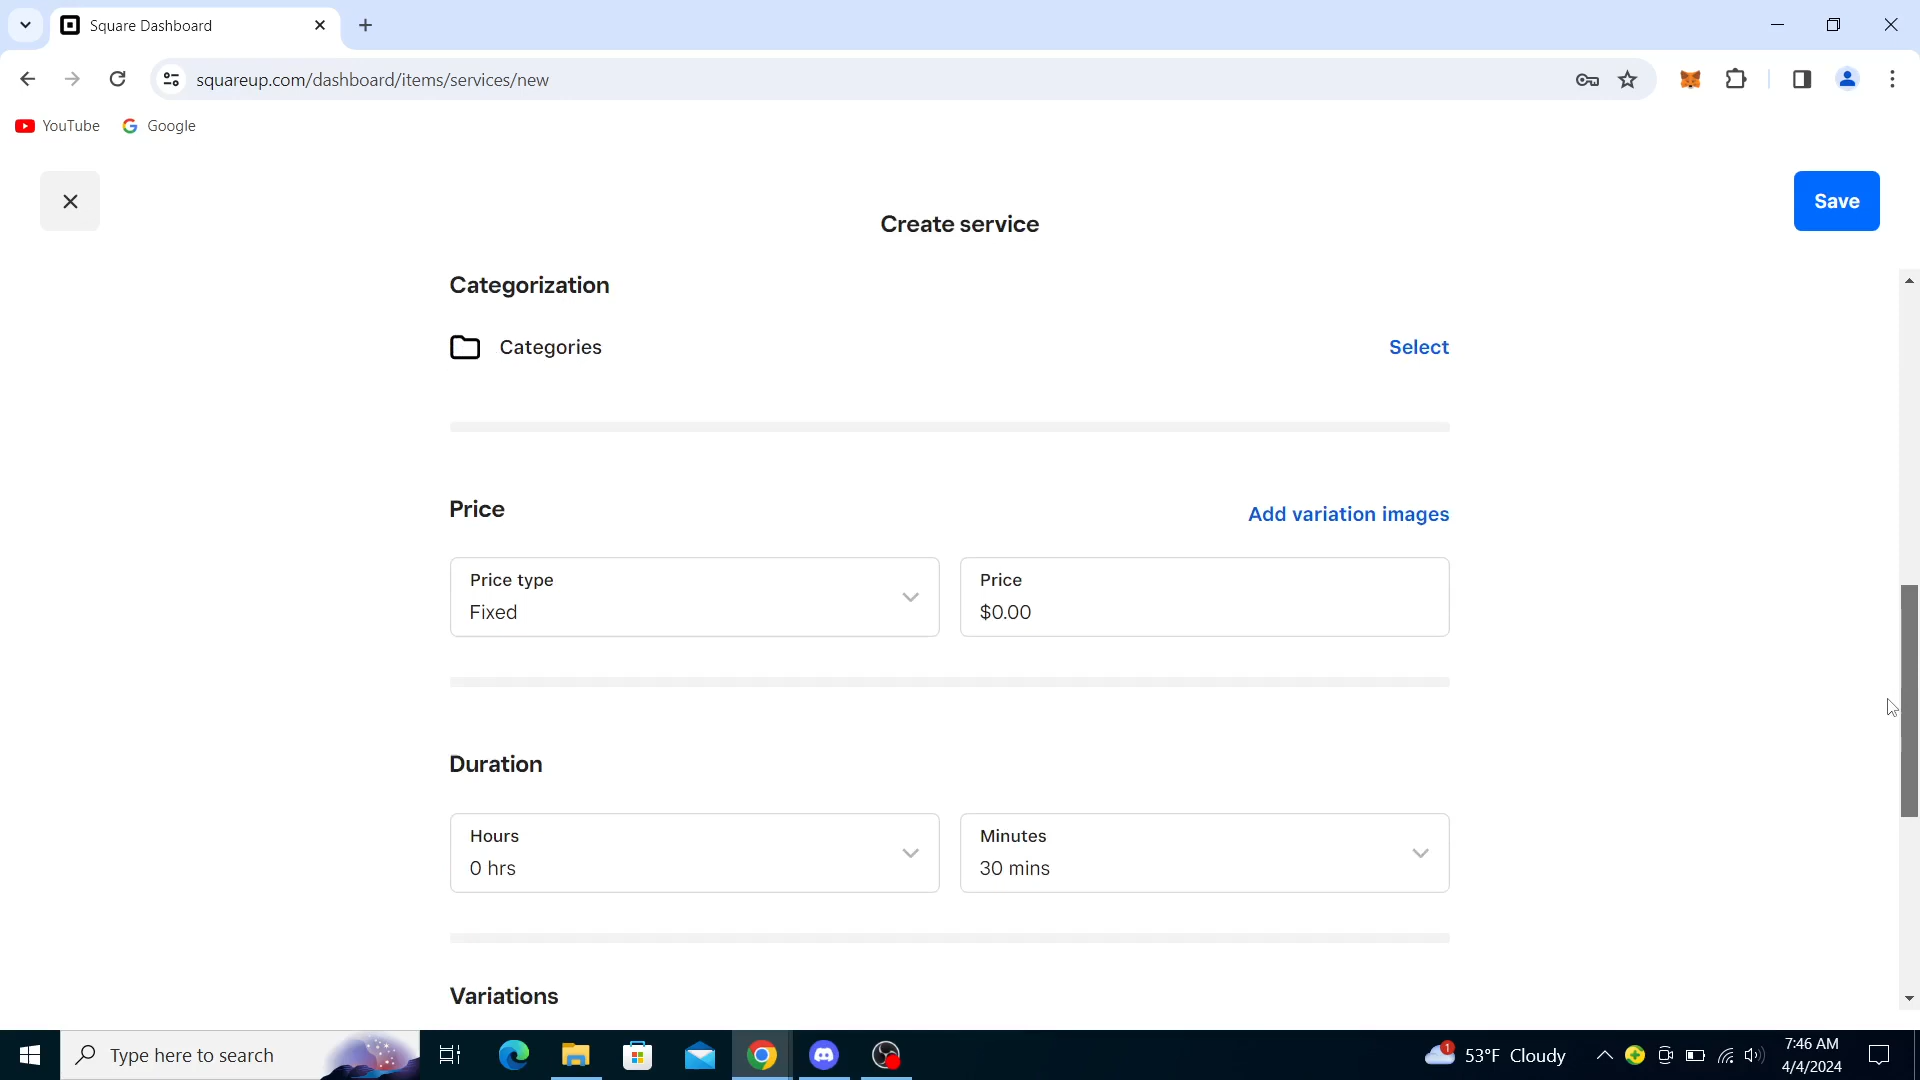 Square Dashboard
squareup.com/dashboard/items/services/new
YouTube
Google
Create service
Save
Categorization
Categories
Select
Price
Add variation images
Price type
Fixed
Price
$0.00
Duration
Hours
0 hrs
Minutes
30 mins
Variations
Type here to search
1
53°F Cloudy
7:46 AM
4/4/2024